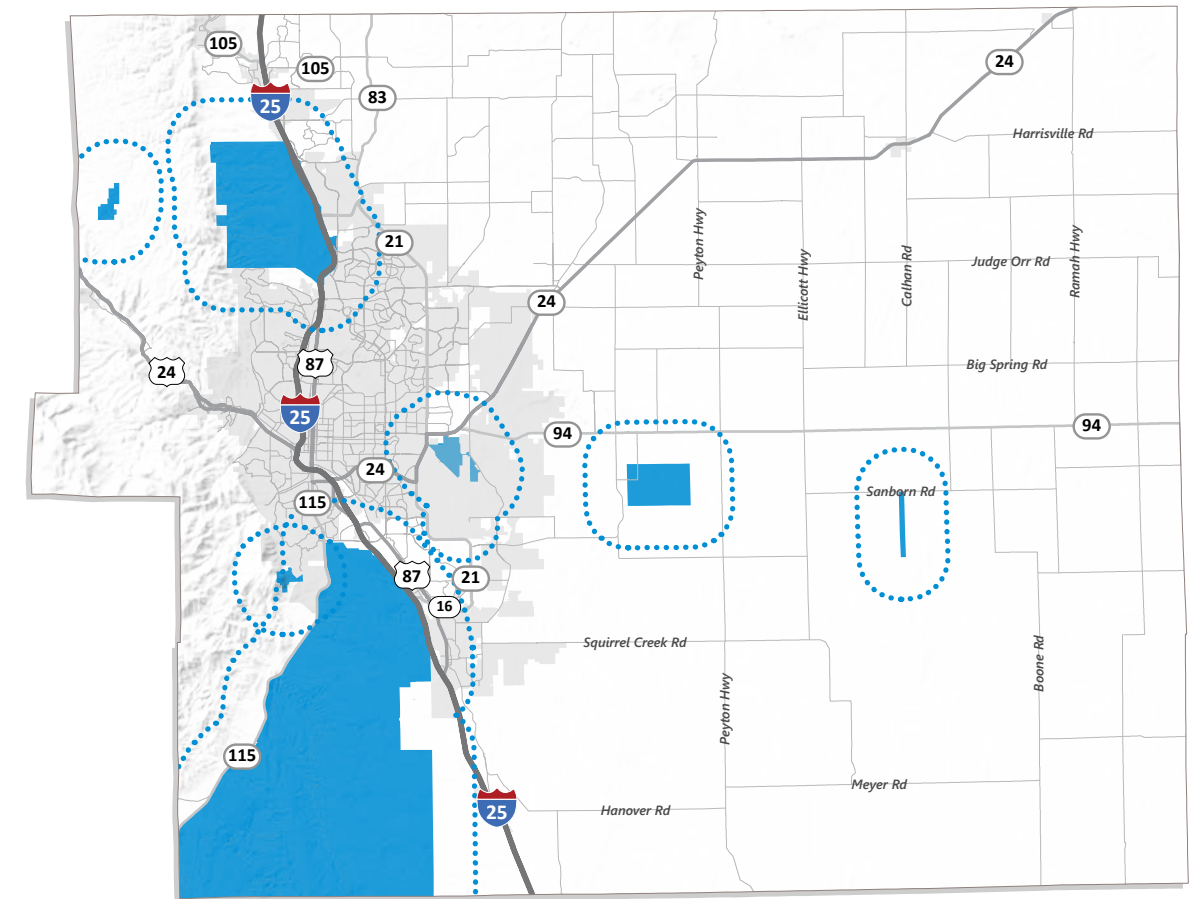 105
24
105
25
83
Harrisville Rd
Peyton Hwy
Ellicott Hwy
Calhan Rd
Ramah Hwy
21
Judge Orr Rd
24
87
Big Spring Rd
24
25
94
94
24
Sanborn Rd
115
87
21
16
Squirrel Creek Rd
Boone Rd
Peyton Hwy
115
Meyer Rd
25
Hanover Rd